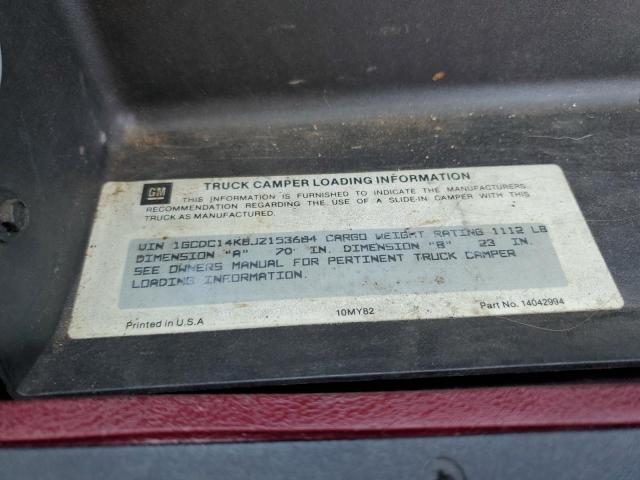 GM
TRUCK CAMPER LOADING INFORMATION
THIS INFORMATION IS FURNISHED TO INDICATE THE MANUFACTURERS
RECOMMENDATION REGARDING THE USE OF A SLIDE-IN CAMPER WITH THIS
TRUCK AS MANUFACTURED.
VIN 1GCDC14K8JZ153684 CARGO WEIGHT RATING 1112 LB
DIMENSION "A" 70 IN. DIMENSION "B" 23 IN.
SEE OWNERS MANUAL FOR PERTINENT TRUCK CAMPER
LOADING INFORMATION.
Printed in U.S.A
10MY82
Part No. 14042994